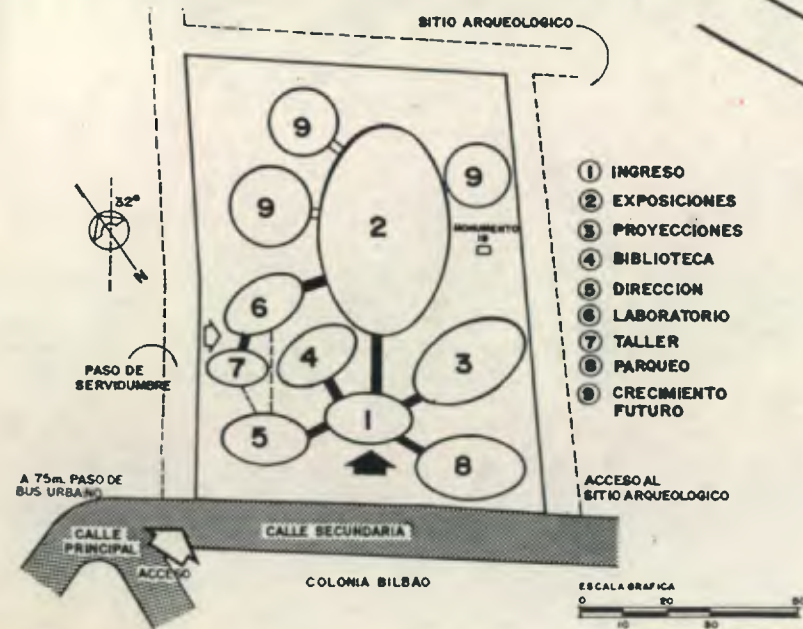 SITIO ARQUEOLOGICO
32°
N
9
9
9
2
MONUMENTO
6
7
4
3
5
1
8
1 INGRESO
2 EXPOSICIONES
3 PROYECCIONES
4 BIBLIOTECA
5 DIRECCION
6 LABORATORIO
7 TALLER
8 PARQUEO
9 CRECIMIENTO
FUTURO
PASO DE
SERVIDUMBRE
A 75m. PASO DE
BUS URBANO
ACCESO AL
SITIO ARQUEOLOGICO
CALLE
PRINCIPAL
CALLE SECUNDARIA
ACCESO
COLONIA BILBAO
ESCALA GRAFICA
0 20
10